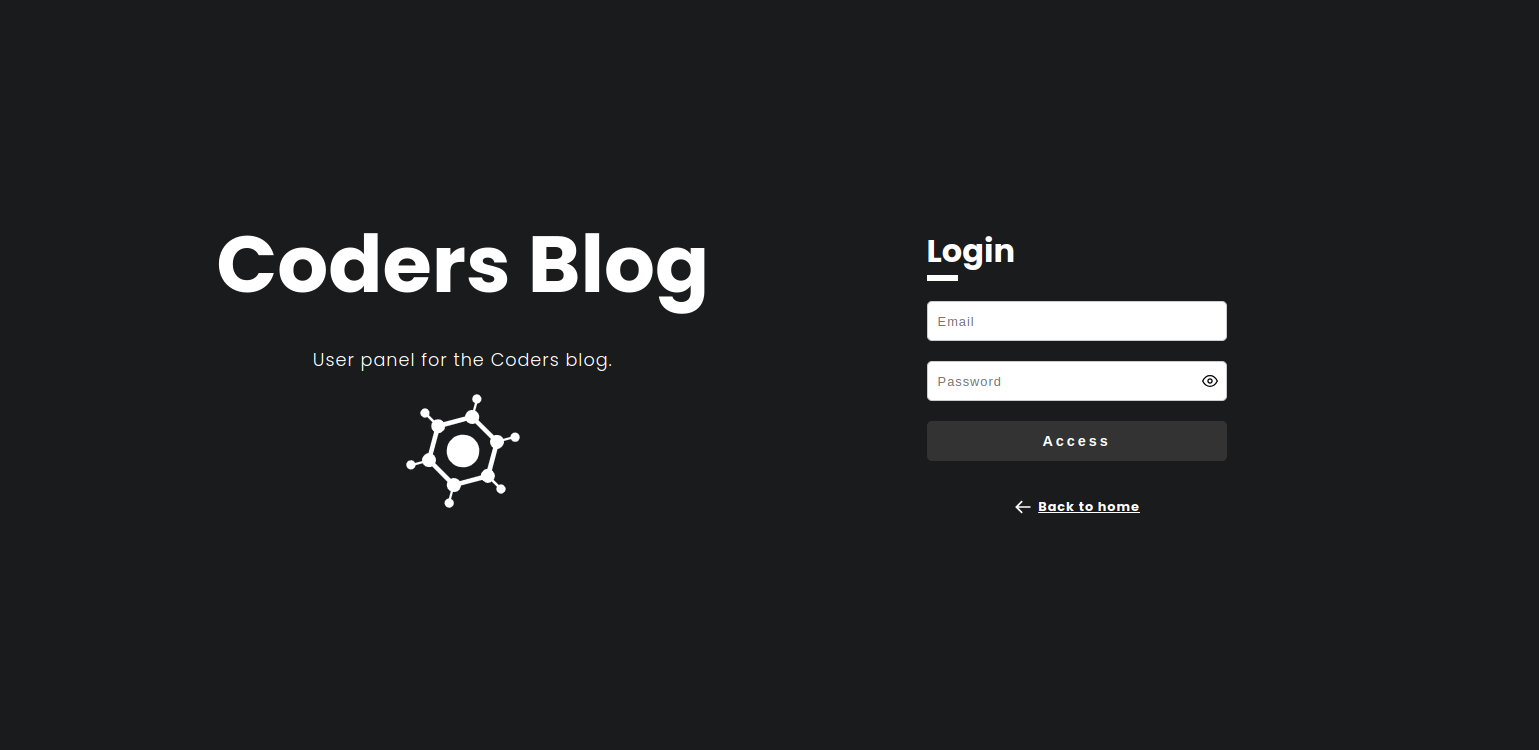 Coders Blog
User panel for the Coders blog.
Login
Email
Password
Access
Back to home